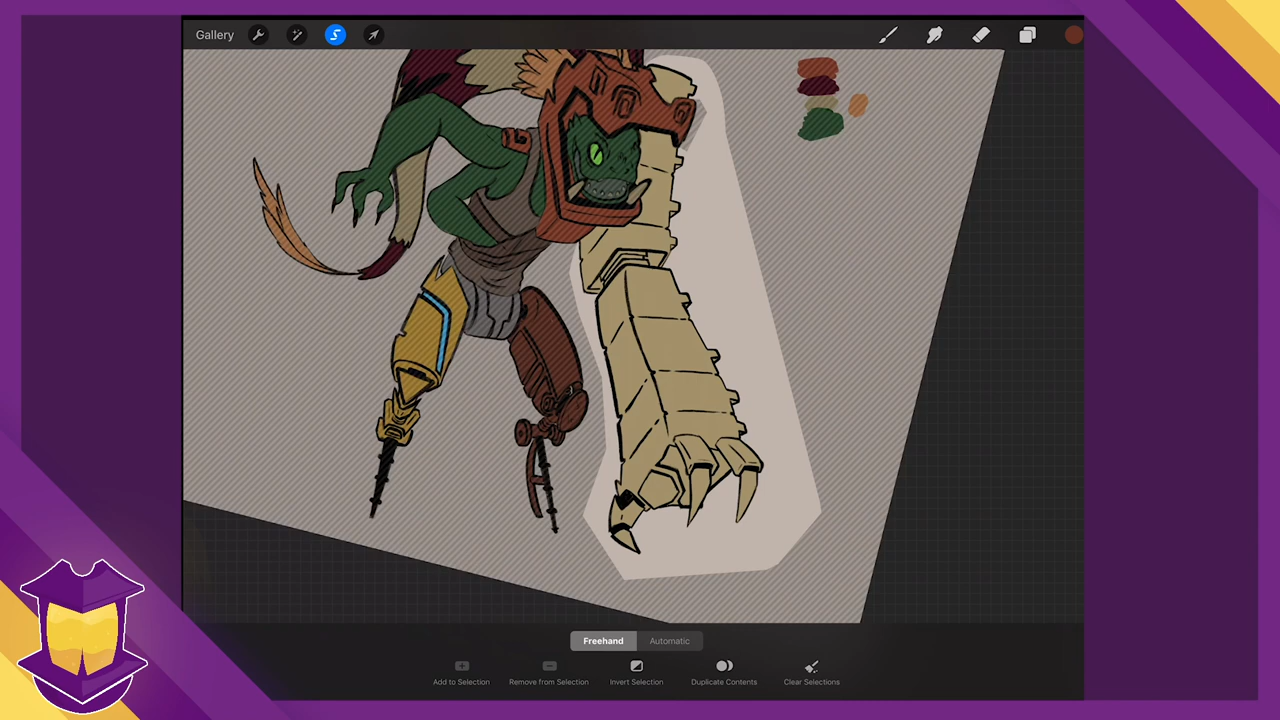 Gallery
Freehand Automatic
Add to Selection Remove from Selection Invert Selection Duplicate Contents Clear Selections